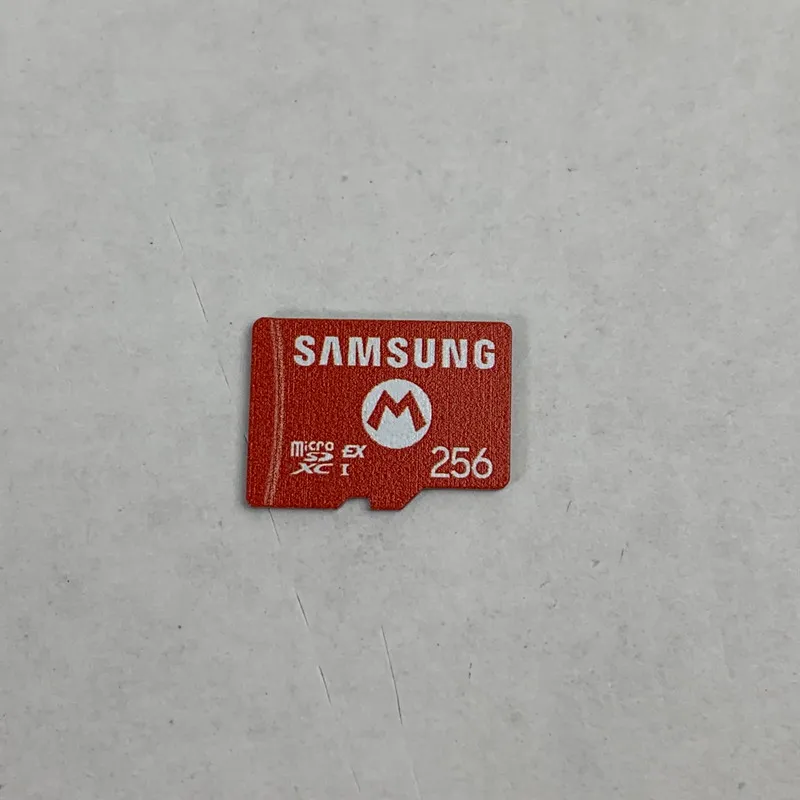 SAMSUNG
M
micro SD XC I EX
256